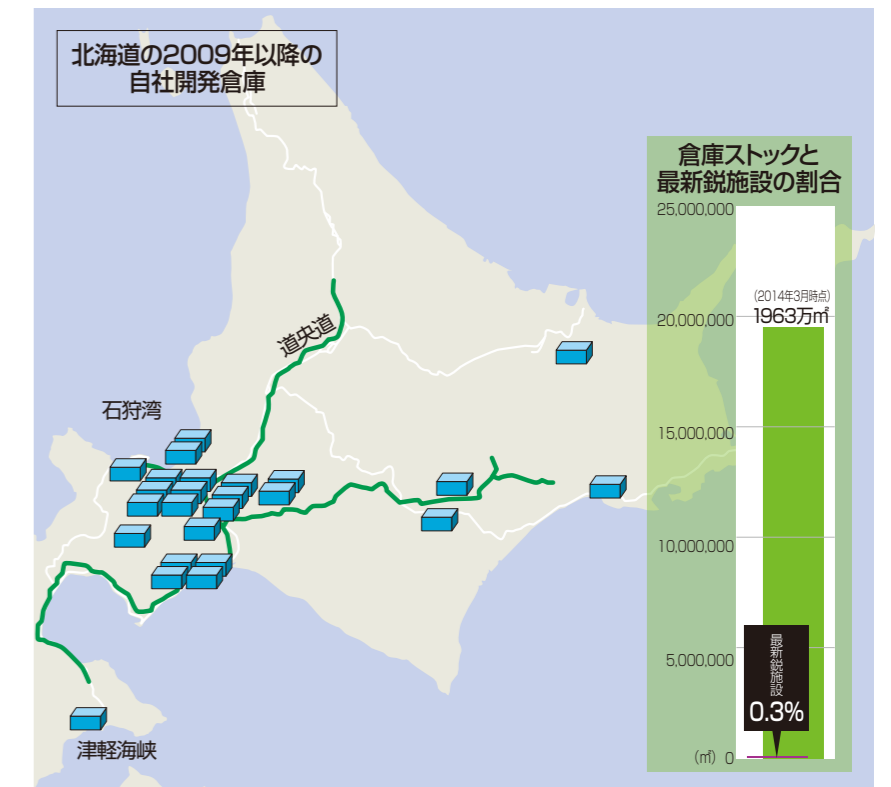 北海道の2009年以降の
自社開発倉庫
倉庫ストックと
最新鋭施設の割合
25,000,000
(2014年3月時点)
1963万㎡
20,000,000
15,000,000
10,000,000
5,000,000
最新鋭施設
0.3%
(㎡) 0
道央道
石狩湾
津軽海峡